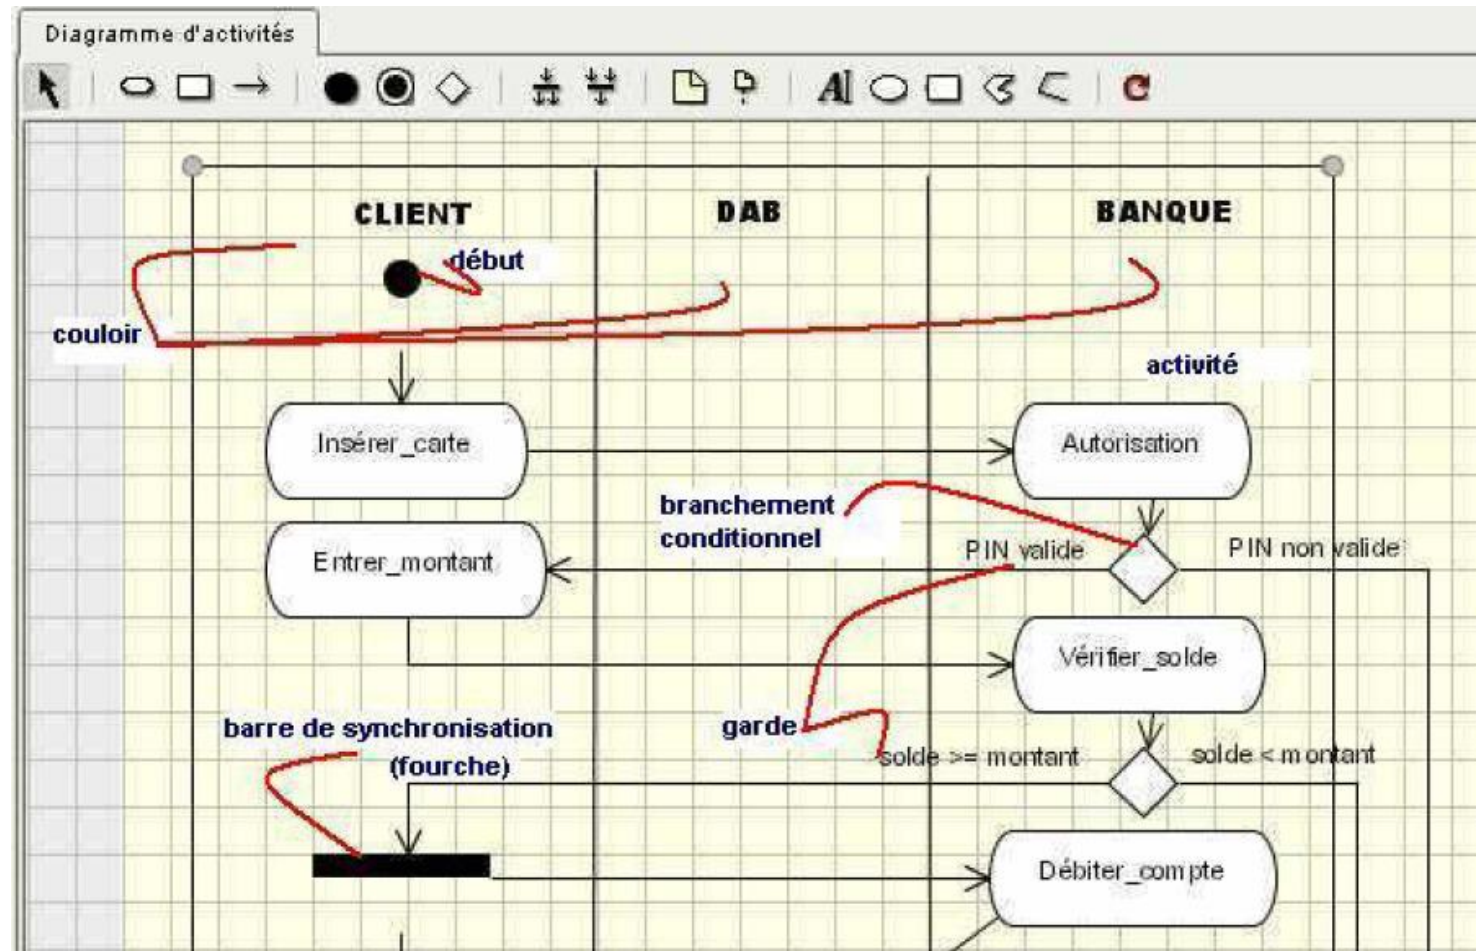 Diagramme d'activités
CLIENT
DAB
BANQUE
début
couloir
activité
Insérer_carte
Autorisation
branchement
conditionnel
PIN valide
PIN non valide
Entrer_montant
Vérifier_solde
barre de synchronisation
(fourche)
garde
solde >= montant
solde < montant
Débiter_compte